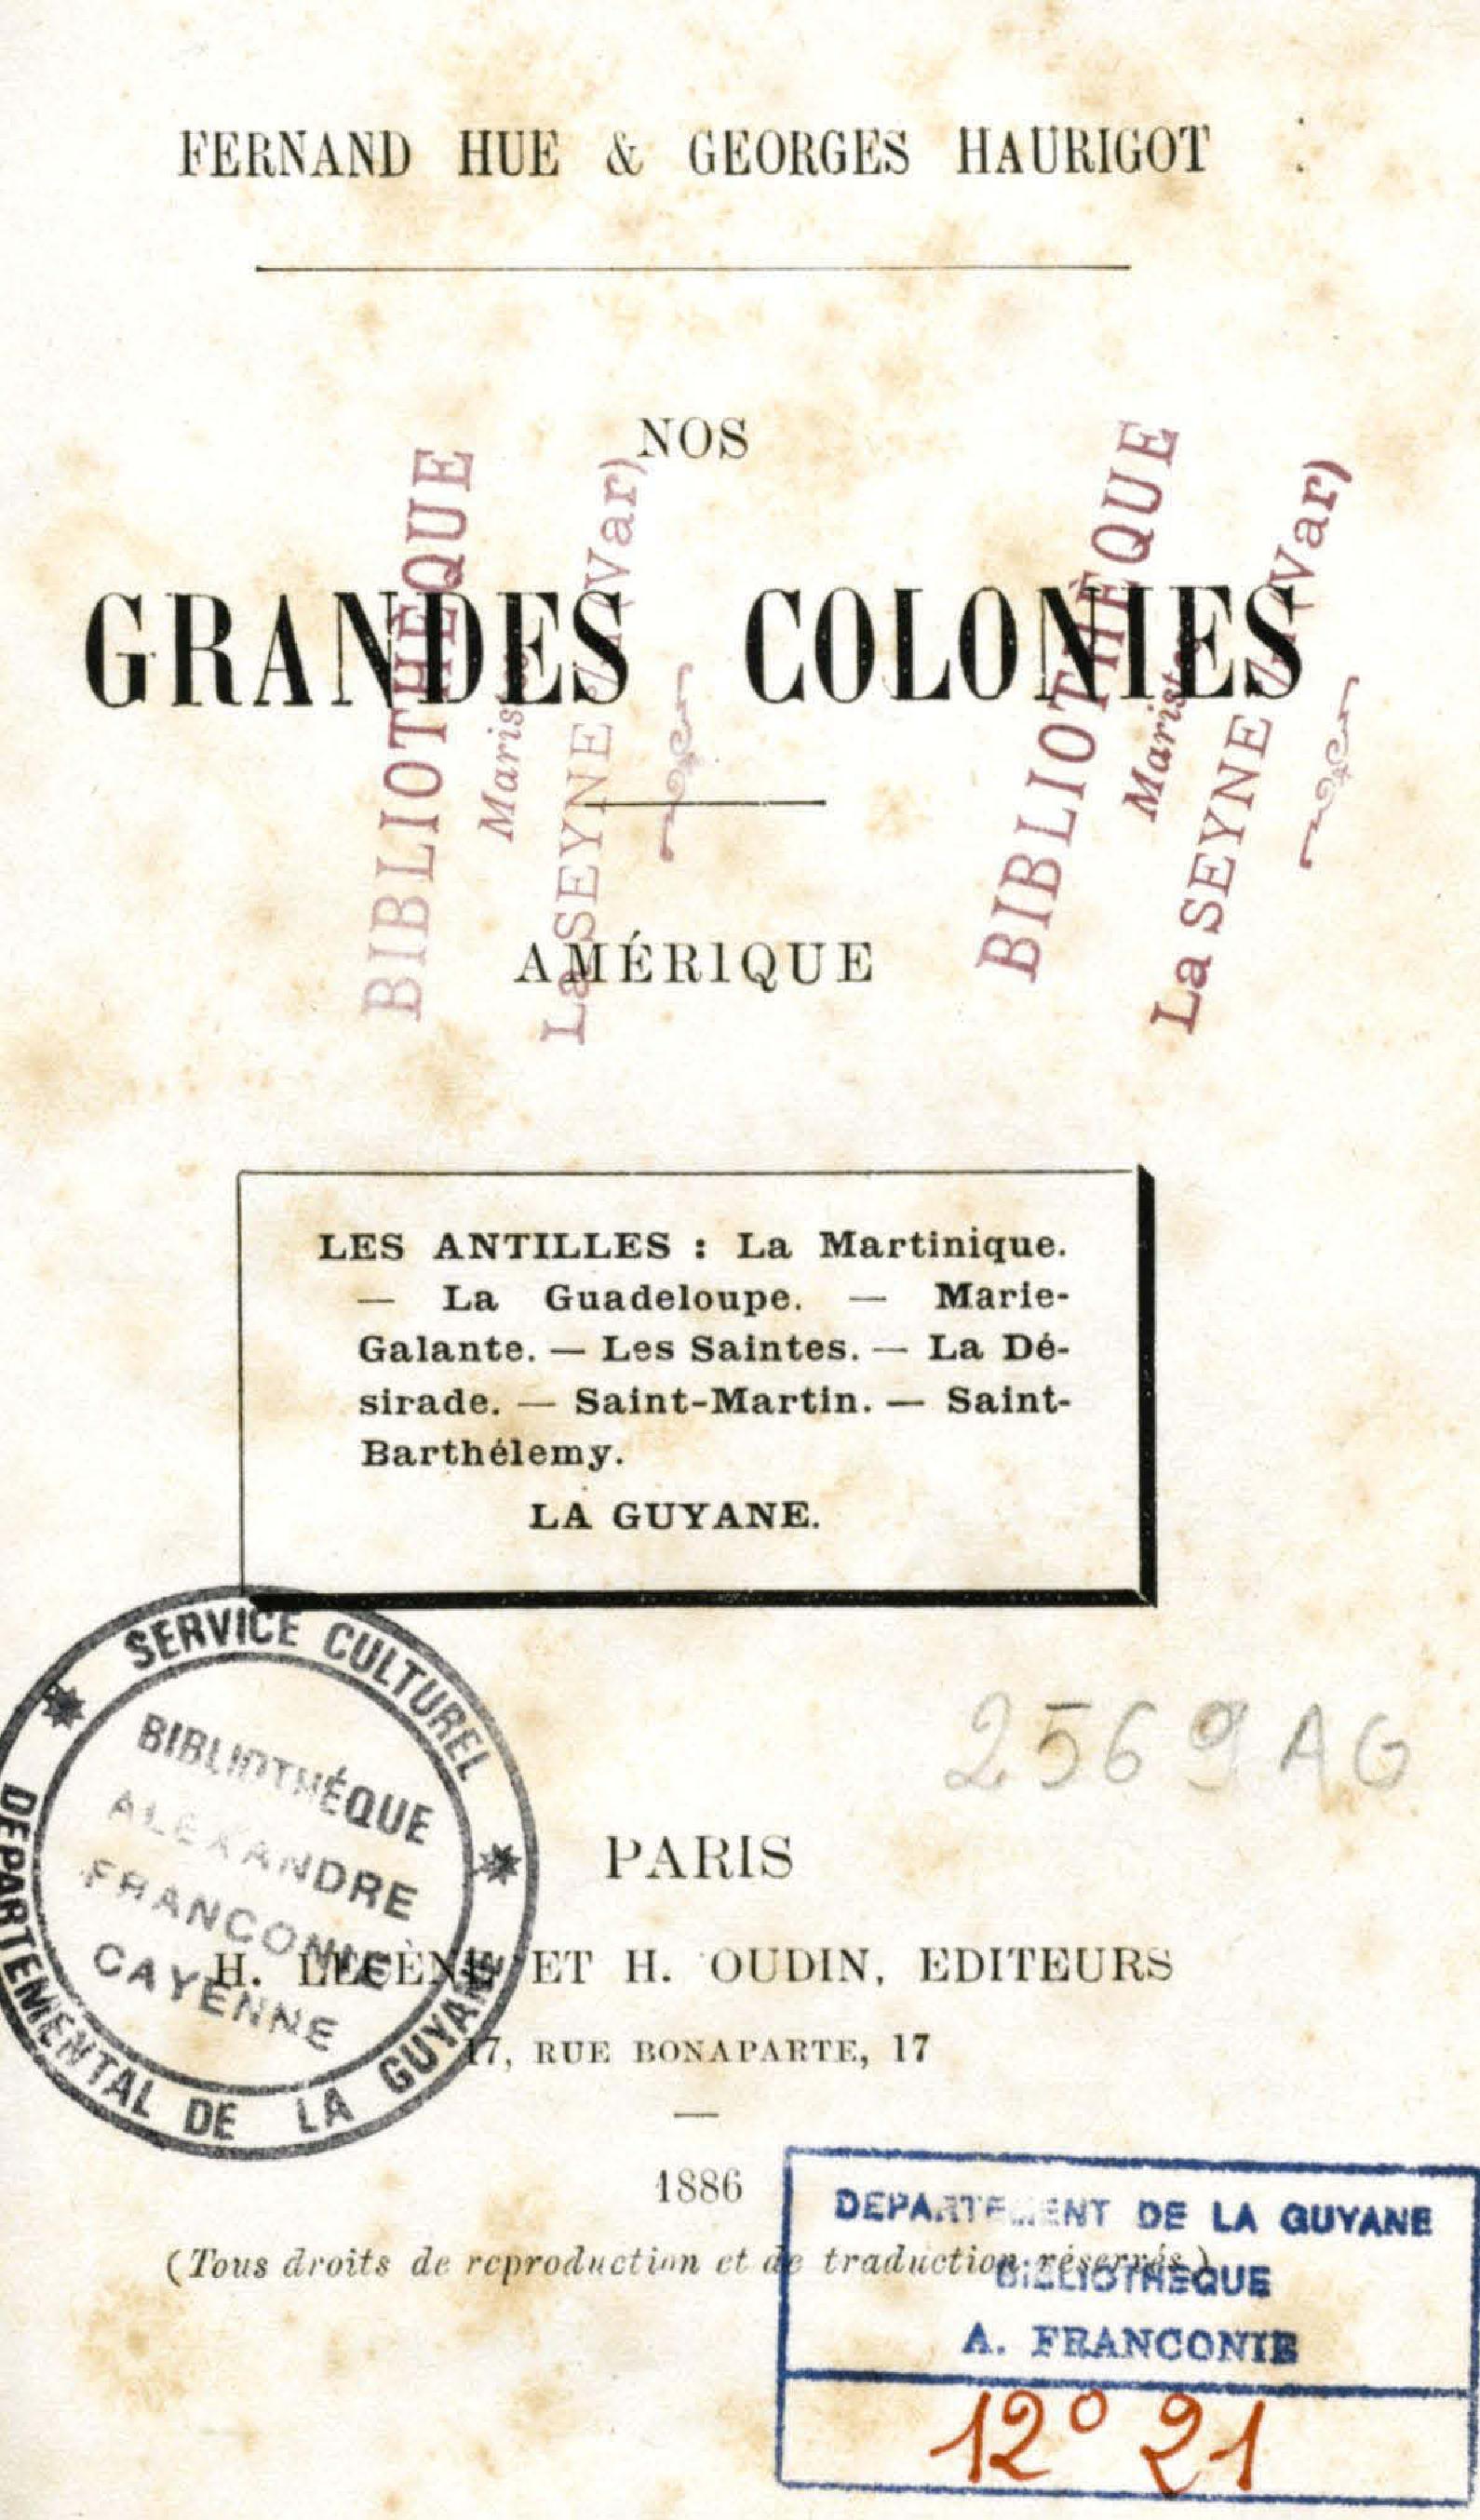 FERNAND HUE & GEORGES HAURIGOT
NOS
GRANDES COLONIES
AMÉRIQUE
BIBLIOTHÈQUE
Maristes
La SEYNE (Var)
BIBLIOTHÈQUE
Maristes
La SEYNE (Var)
LES ANTILLES : La Martinique.
— La Guadeloupe. — Marie-
Galante. — Les Saintes. — La Dé-
sirade. — Saint-Martin. — Saint-
Barthélemy.
LA GUYANE.
SERVICE CULTUREL
DEPARTEMENTAL DE LA GUYANE
BIBLIOTHÉQUE
ALEXANDRE
FRANCONIE
CAYENNE
2569 AG
PARIS
H. LECÈNE ET H. OUDIN, EDITEURS
17, RUE BONAPARTE, 17
1886
(Tous droits de reproduction et de traduction réservés)
DEPARTEMENT DE LA GUYANE
BIBLIOTHEQUE
A. FRANCONIE
12° 21